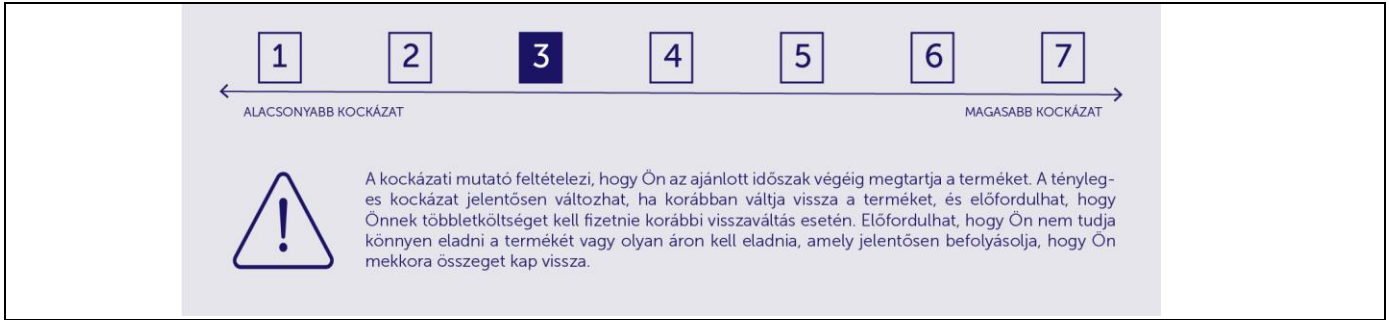 1 2 3 4 5 6 7
ALACSONYABB KOCKÁZAT MAGASABB KOCKÁZAT
!
A kockázati mutató feltételezi, hogy Ön az ajánlott időszak végéig megtartja a terméket. A tényleg-
es kockázat jelentősen változhat, ha korábban váltja vissza a terméket, és előfordulhat, hogy
Önnek többletköltséget kell fizetnie korábbi visszaváltás esetén. Előfordulhat, hogy Ön nem tudja
könnyen eladni a termékét vagy olyan áron kell eladnia, amely jelentősen befolyásolja, hogy Ön
mekkora összeget kap vissza.